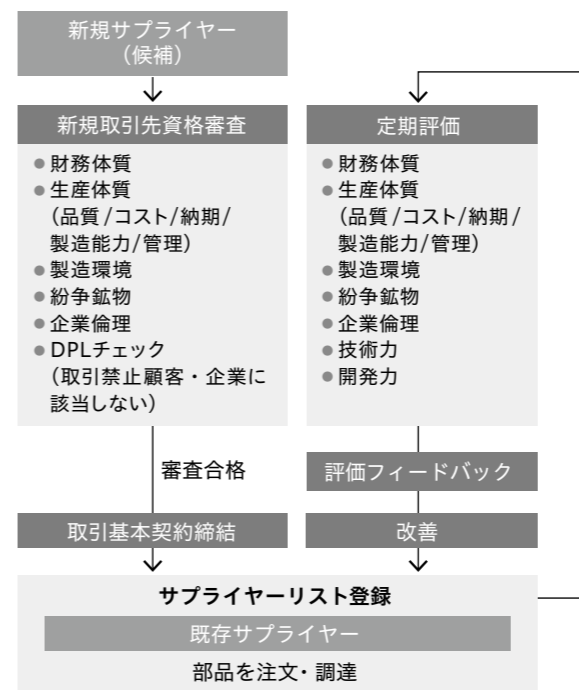 新規サプライヤー
（候補）
新規取引先資格審査
●財務体質
●生産体質
（品質/コスト/納期/
製造能力/管理）
●製造環境
●紛争鉱物
●企業倫理
●DPLチェック
（取引禁止顧客・企業に
該当しない）
審査合格
取引基本契約締結
定期評価
●財務体質
●生産体質
（品質/コスト/納期/
製造能力/管理）
●製造環境
●紛争鉱物
●企業倫理
●技術力
●開発力
評価フィードバック
改善
サプライヤーリスト登録
既存サプライヤー
部品を注文・調達